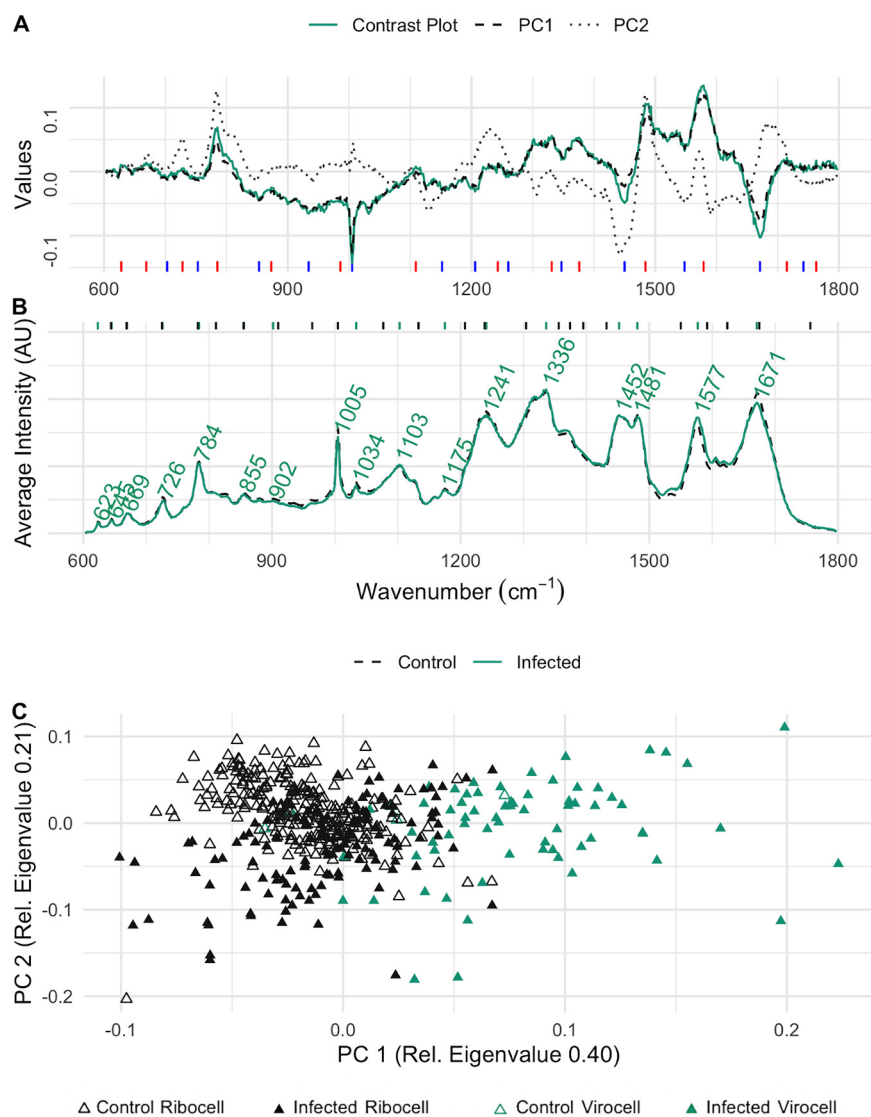 A
Contrast Plot PC1 PC2
Values
0.1
0.0
-0.1
600 900 1200 1500 1800
B
Average Intensity (AU)
623 645 669 726 784 855 902 1005 1034 1103 1175 1241 1336 1452 1481 1577 1671
600 900 1200 1500 1800
Wavenumber (cm⁻¹)
Control Infected
C
PC 2 (Rel. Eigenvalue 0.21)
0.1
0.0
-0.1
-0.2
-0.1 0.0 0.1 0.2
PC 1 (Rel. Eigenvalue 0.40)
Control Ribocell Infected Ribocell Control Virocell Infected Virocell